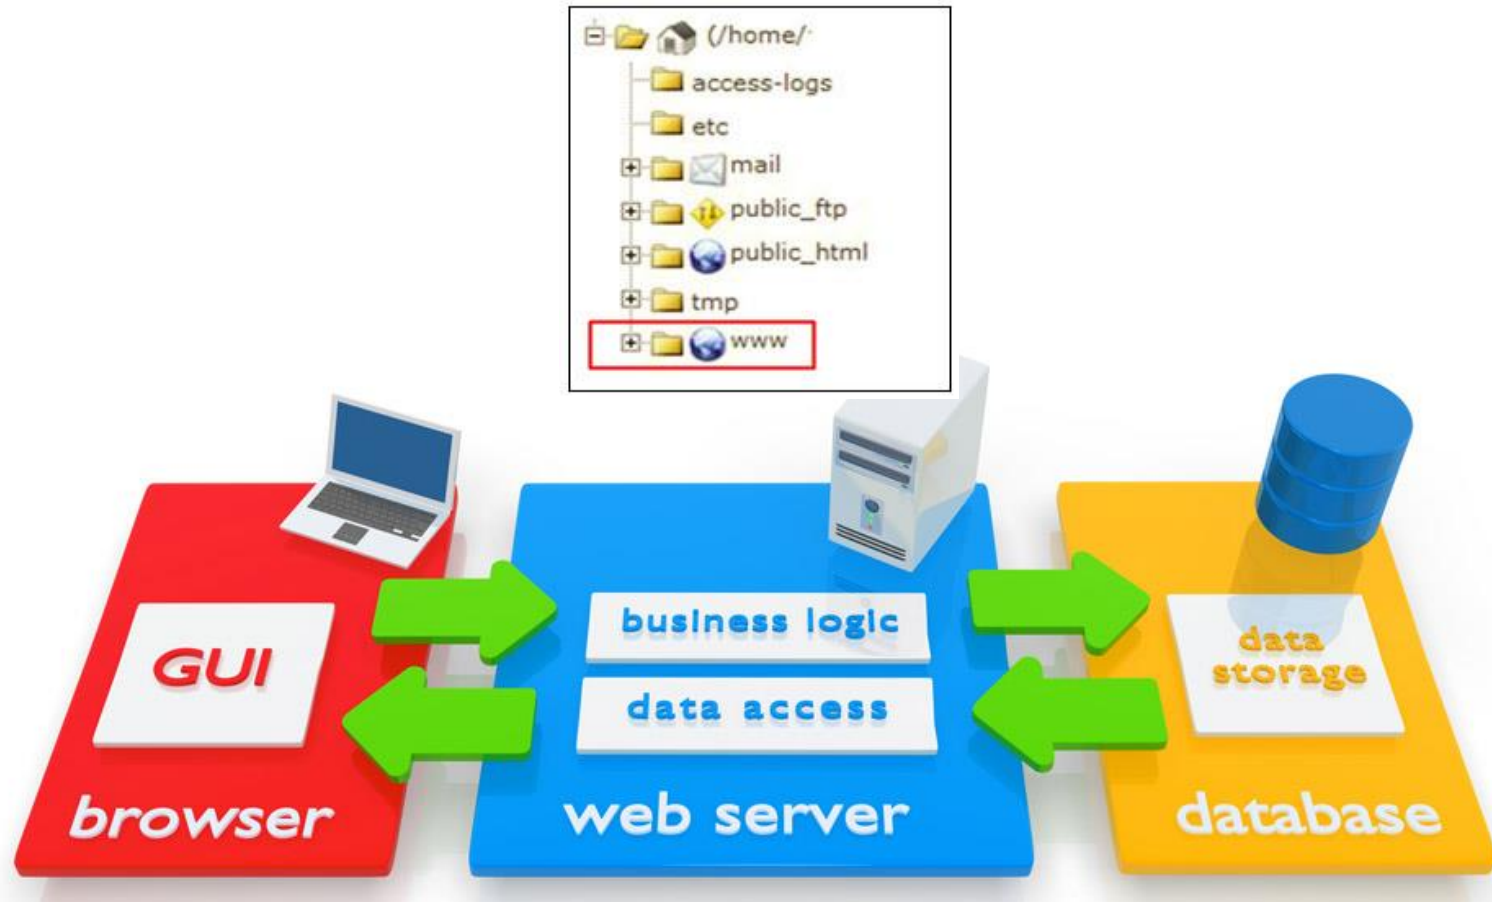 (/home/
access-logs
etc
mail
public_ftp
public_html
tmp
www
GUI
browser
business logic
data access
web server
data
storage
database